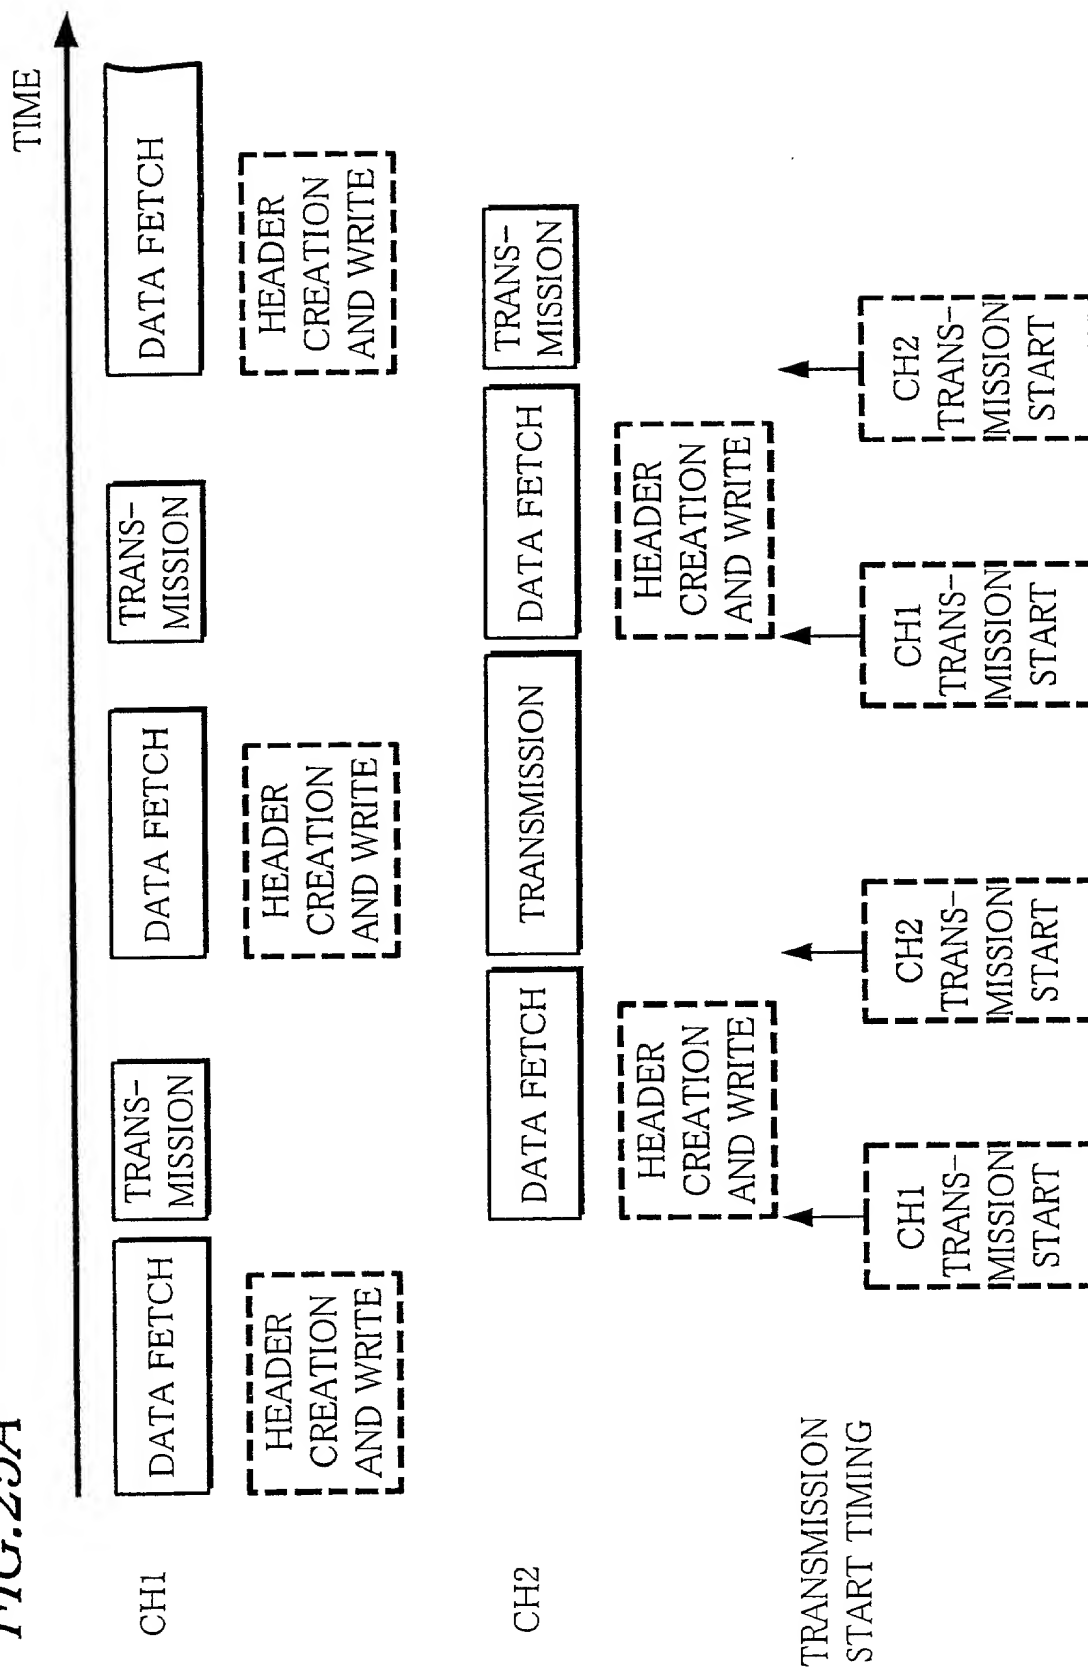 FIG.25A
TIME
CH1
DATA FETCH
TRANS-
MISSION
DATA FETCH
TRANS-
MISSION
DATA FETCH
HEADER
CREATION
AND WRITE
HEADER
CREATION
AND WRITE
HEADER
CREATION
AND WRITE
CH2
DATA FETCH
TRANSMISSION
DATA FETCH
TRANS-
MISSION
HEADER
CREATION
AND WRITE
HEADER
CREATION
AND WRITE
TRANSMISSION
START TIMING
CH1
TRANS-
MISSION
START
CH2
TRANS-
MISSION
START
CH1
TRANS-
MISSION
START
CH2
TRANS-
MISSION
START